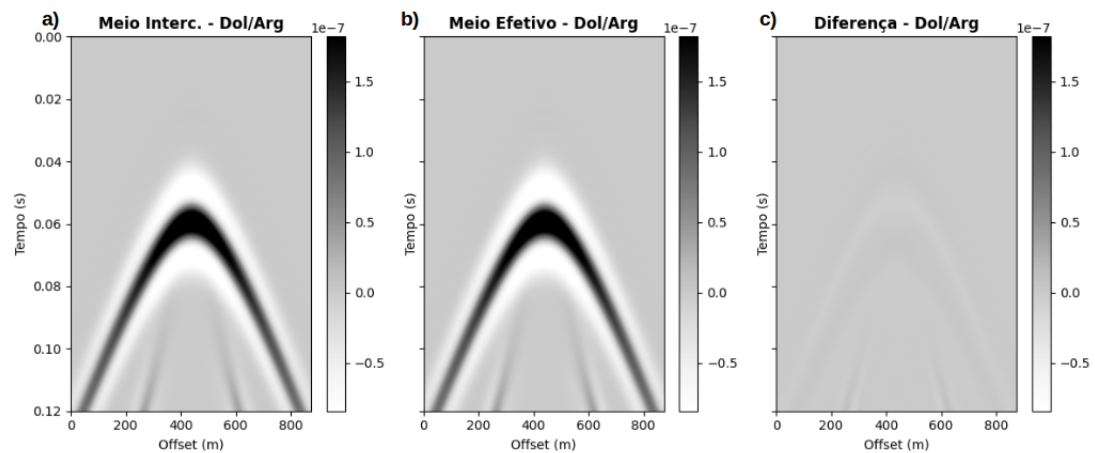 a) Meio Interc. - Dol/Arg
1e−7
0.00
0.02
0.04
0.06
0.08
0.10
0.12
Tempo (s)
0 200 400 600 800
Offset (m)
1.5
1.0
0.5
0.0
−0.5
b) Meio Efetivo - Dol/Arg
1e−7
Tempo (s)
0 200 400 600 800
Offset (m)
1.5
1.0
0.5
0.0
−0.5
c) Diferença - Dol/Arg
1e−7
Tempo (s)
0 200 400 600 800
Offset (m)
1.5
1.0
0.5
0.0
−0.5